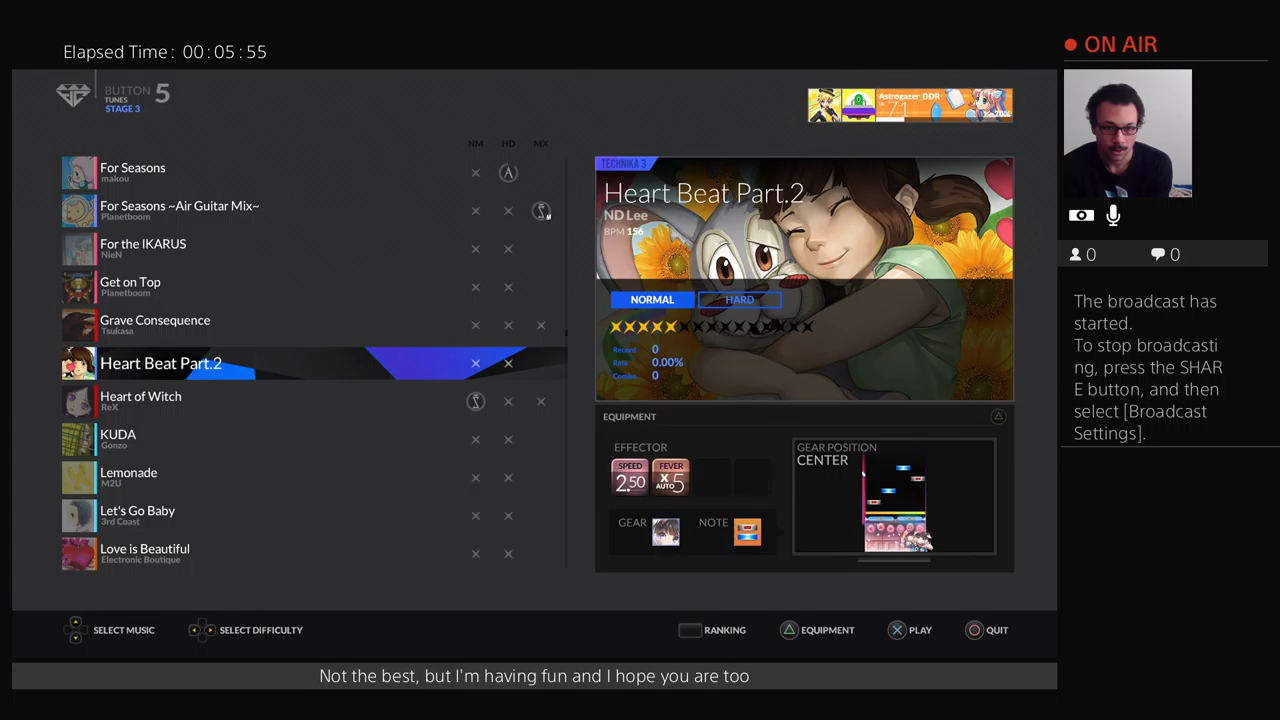 Elapsed Time: 00:05:55
ON AIR
BUTTON 5
TUNES
STAGE 3
Astrogazer_DDR
71
NM HD MX
For Seasons
makou
A
For Seasons ~Air Guitar Mix~
Planetboom
For the IKARUS
NieN
Get on Top
Planetboom
Grave Consequence
Tsukasa
Heart Beat Part.2
Heart of Witch
ReX
KUDA
Gonzo
Lemonade
M2U
Let's Go Baby
3rd Coast
Love is Beautiful
Electronic Boutique
TECHNIKA 3
Heart Beat Part.2
ND Lee
BPM 156
NORMAL HARD
Record 0
Rate 0.00%
Combo 0
EQUIPMENT
EFFECTOR
SPEED 2.50
FEVER X AUTO 5
GEAR NOTE
GEAR POSITION
CENTER
0 0
The broadcast has
started.
To stop broadcasti
ng, press the SHAR
E button, and then
select [Broadcast
Settings].
SELECT MUSIC SELECT DIFFICULTY RANKING EQUIPMENT PLAY QUIT
Not the best, but I'm having fun and I hope you are too